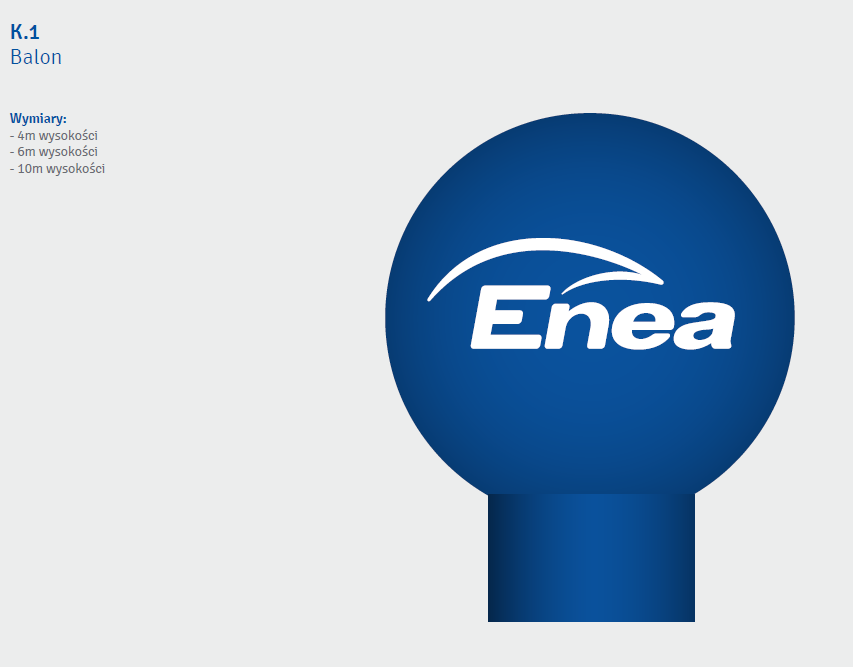 K.1
Balon
Wymiary:
- 4m wysokości
- 6m wysokości
- 10m wysokości
Enea